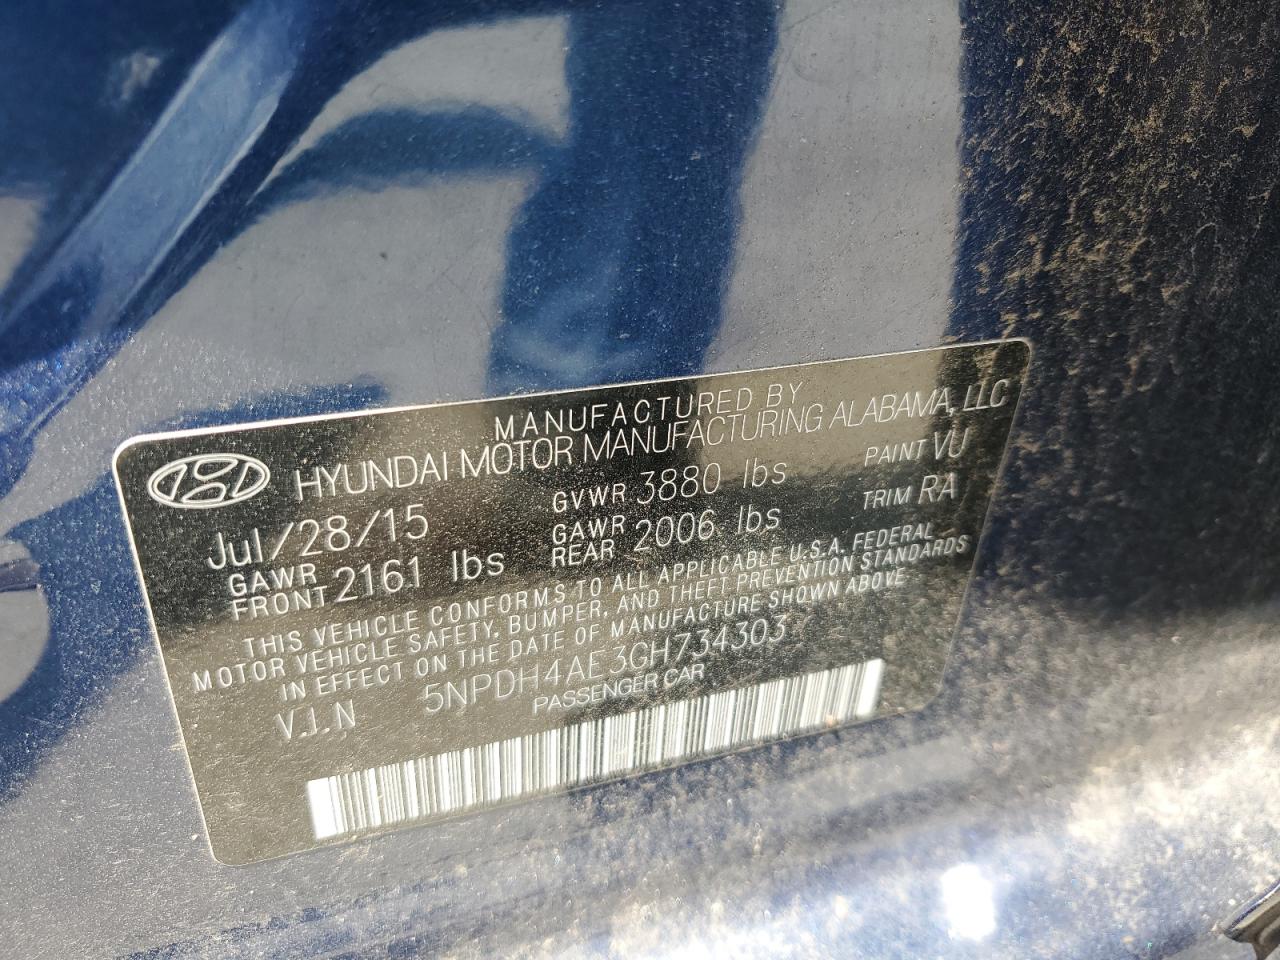 MANUFACTURED BY
HYUNDAI MOTOR MANUFACTURING ALABAMA, LLC
Jul/28/15 GVWR 3880 lbs PAINT VU
GAWR FRONT 2161 lbs GAWR REAR 2006 lbs TRIM RA
THIS VEHICLE CONFORMS TO ALL APPLICABLE U.S.A. FEDERAL
MOTOR VEHICLE SAFETY, BUMPER, AND THEFT PREVENTION STANDARDS
IN EFFECT ON THE DATE OF MANUFACTURE SHOWN ABOVE
V.I.N 5NPDH4AE3GH734303
PASSENGER CAR